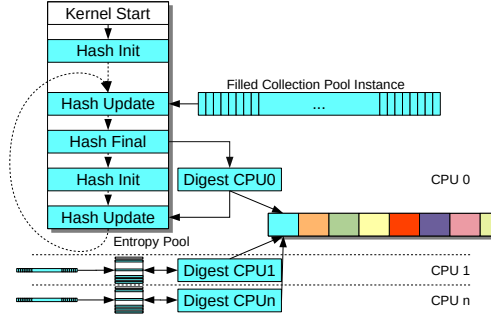 Kernel Start
Hash Init
Filled Collection Pool Instance
Hash Update
...
Hash Final
Hash Init
Digest CPU0
CPU 0
Hash Update
Entropy Pool
Digest CPU1
CPU 1
Digest CPUn
CPU n